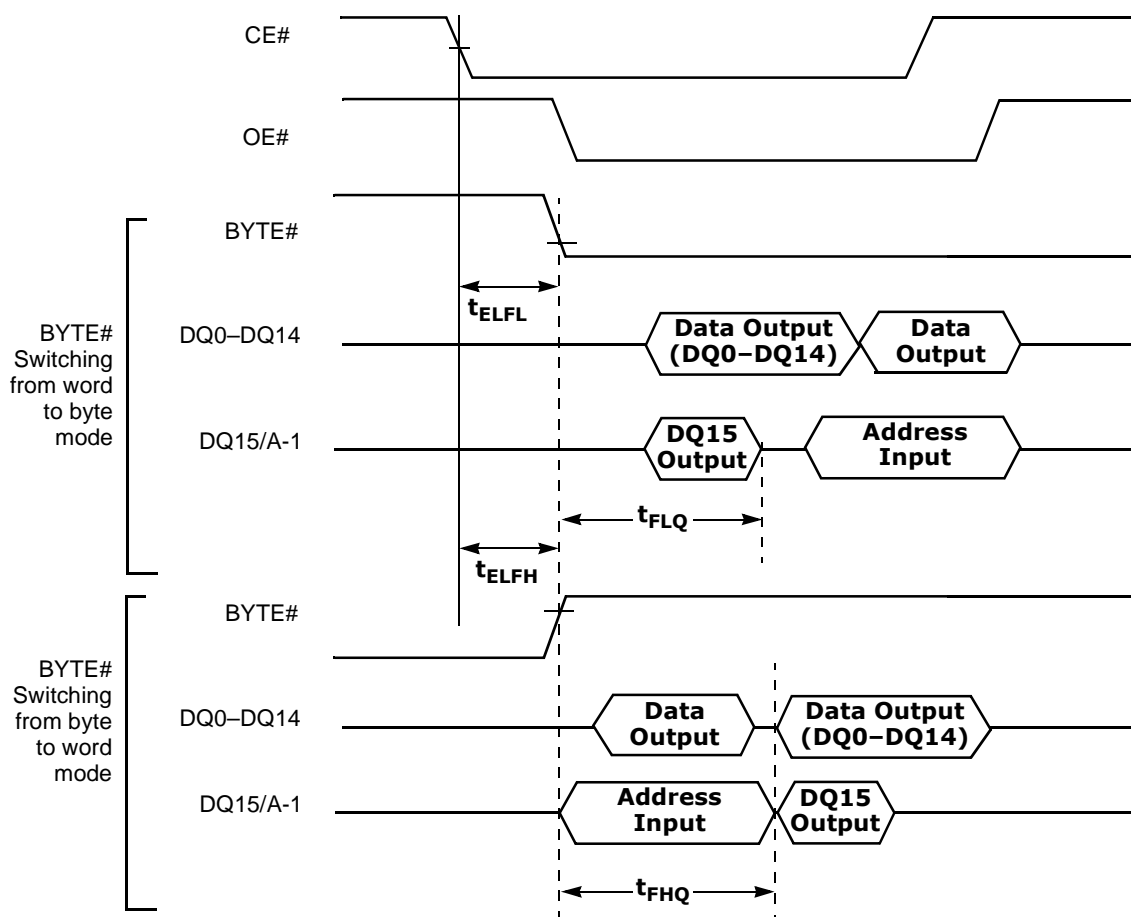 CE#
OE#
BYTE#
tELFL
BYTE#
Switching
from word
to byte
mode
DQ0–DQ14
Data Output
(DQ0–DQ14)
Data
Output
DQ15/A-1
DQ15
Output
Address
Input
tFLQ
tELFH
BYTE#
BYTE#
Switching
from byte
to word
mode
DQ0–DQ14
Data
Output
Data Output
(DQ0–DQ14)
DQ15/A-1
Address
Input
DQ15
Output
tFHQ